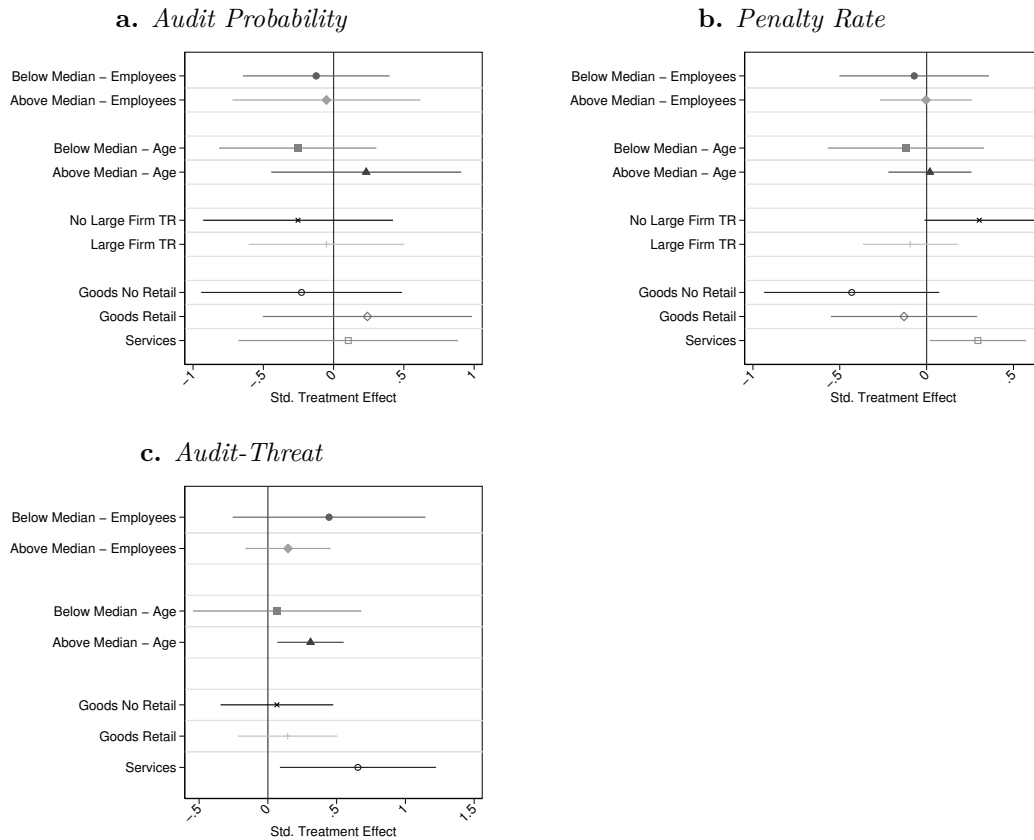 a. Audit Probability
Below Median – Employees
Above Median – Employees
Below Median – Age
Above Median – Age
No Large Firm TR
Large Firm TR
Goods No Retail
Goods Retail
Services
-1 -.5 0 .5 1
Std. Treatment Effect
b. Penalty Rate
Below Median – Employees
Above Median – Employees
Below Median – Age
Above Median – Age
No Large Firm TR
Large Firm TR
Goods No Retail
Goods Retail
Services
-1 -.5 0 .5
Std. Treatment Effect
c. Audit-Threat
Below Median – Employees
Above Median – Employees
Below Median – Age
Above Median – Age
Goods No Retail
Goods Retail
Services
-.5 0 .5 1 1.5
Std. Treatment Effect